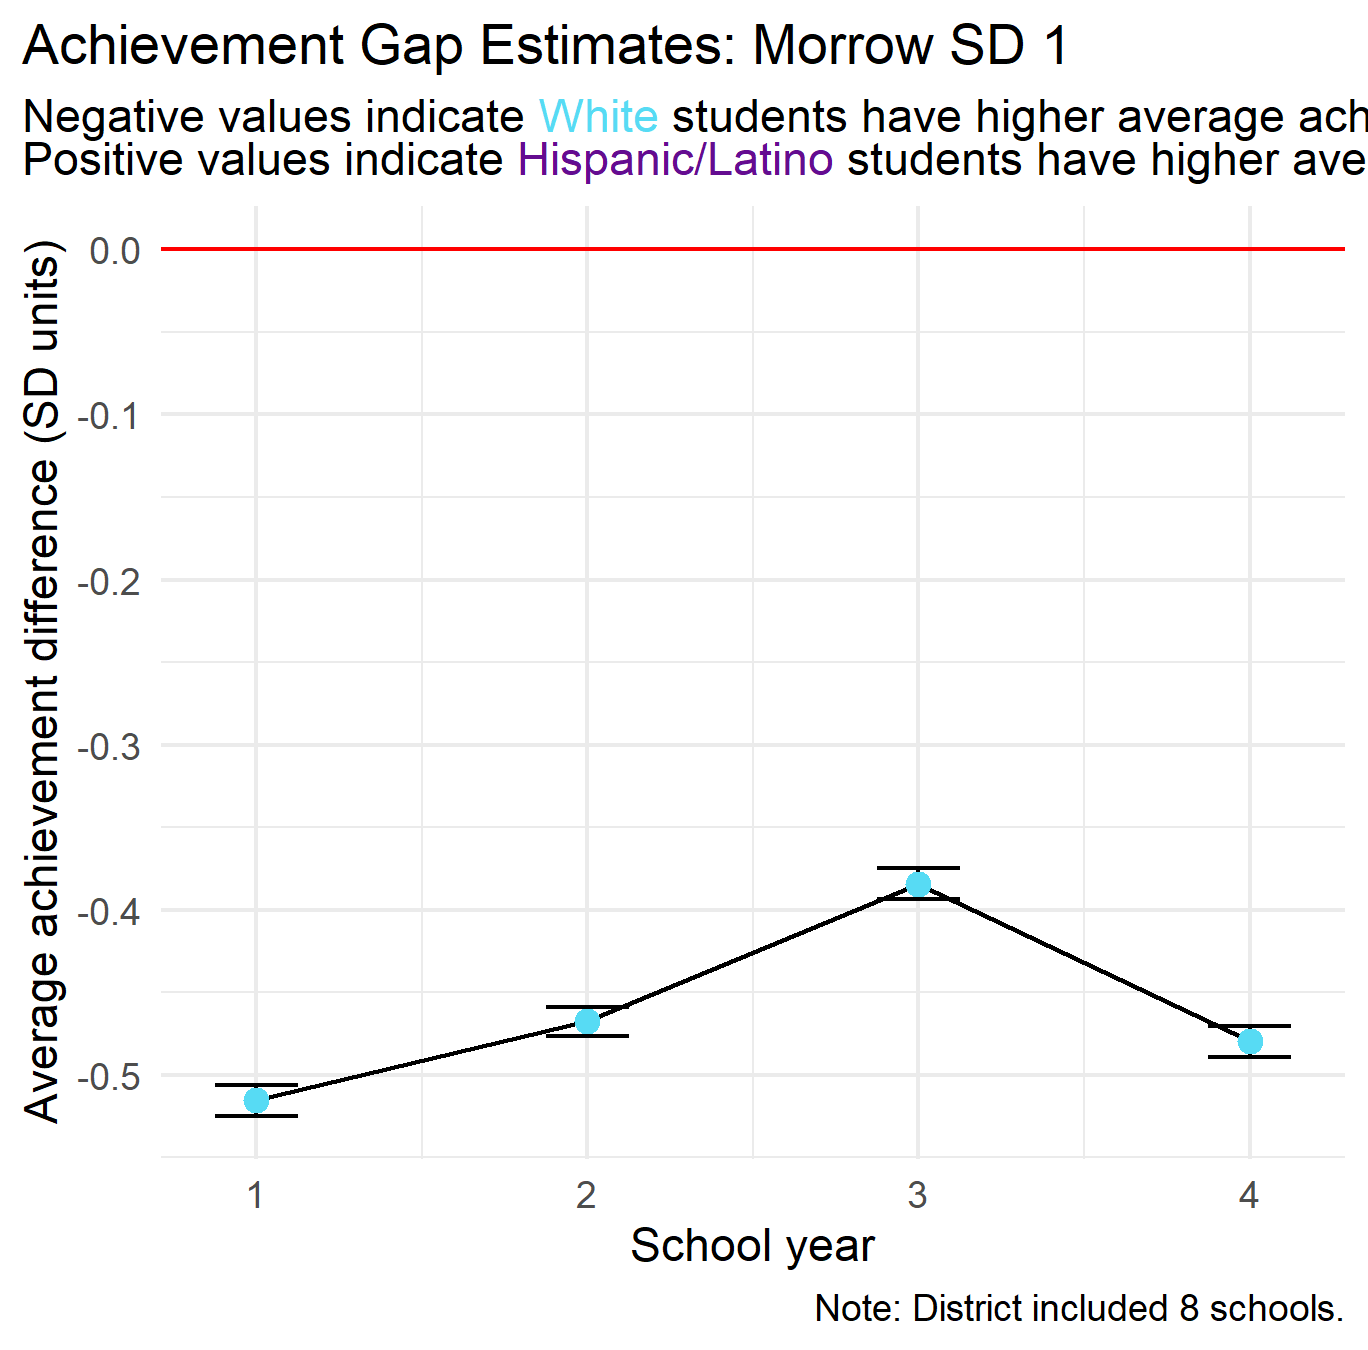 Achievement Gap Estimates: Morrow SD 1
Negative values indicate White students have higher average ach
Positive values indicate Hispanic/Latino students have higher ave
Average achievement difference (SD units)
0.0
-0.1
-0.2
-0.3
-0.4
-0.5
1 2 3 4
School year
Note: District included 8 schools.